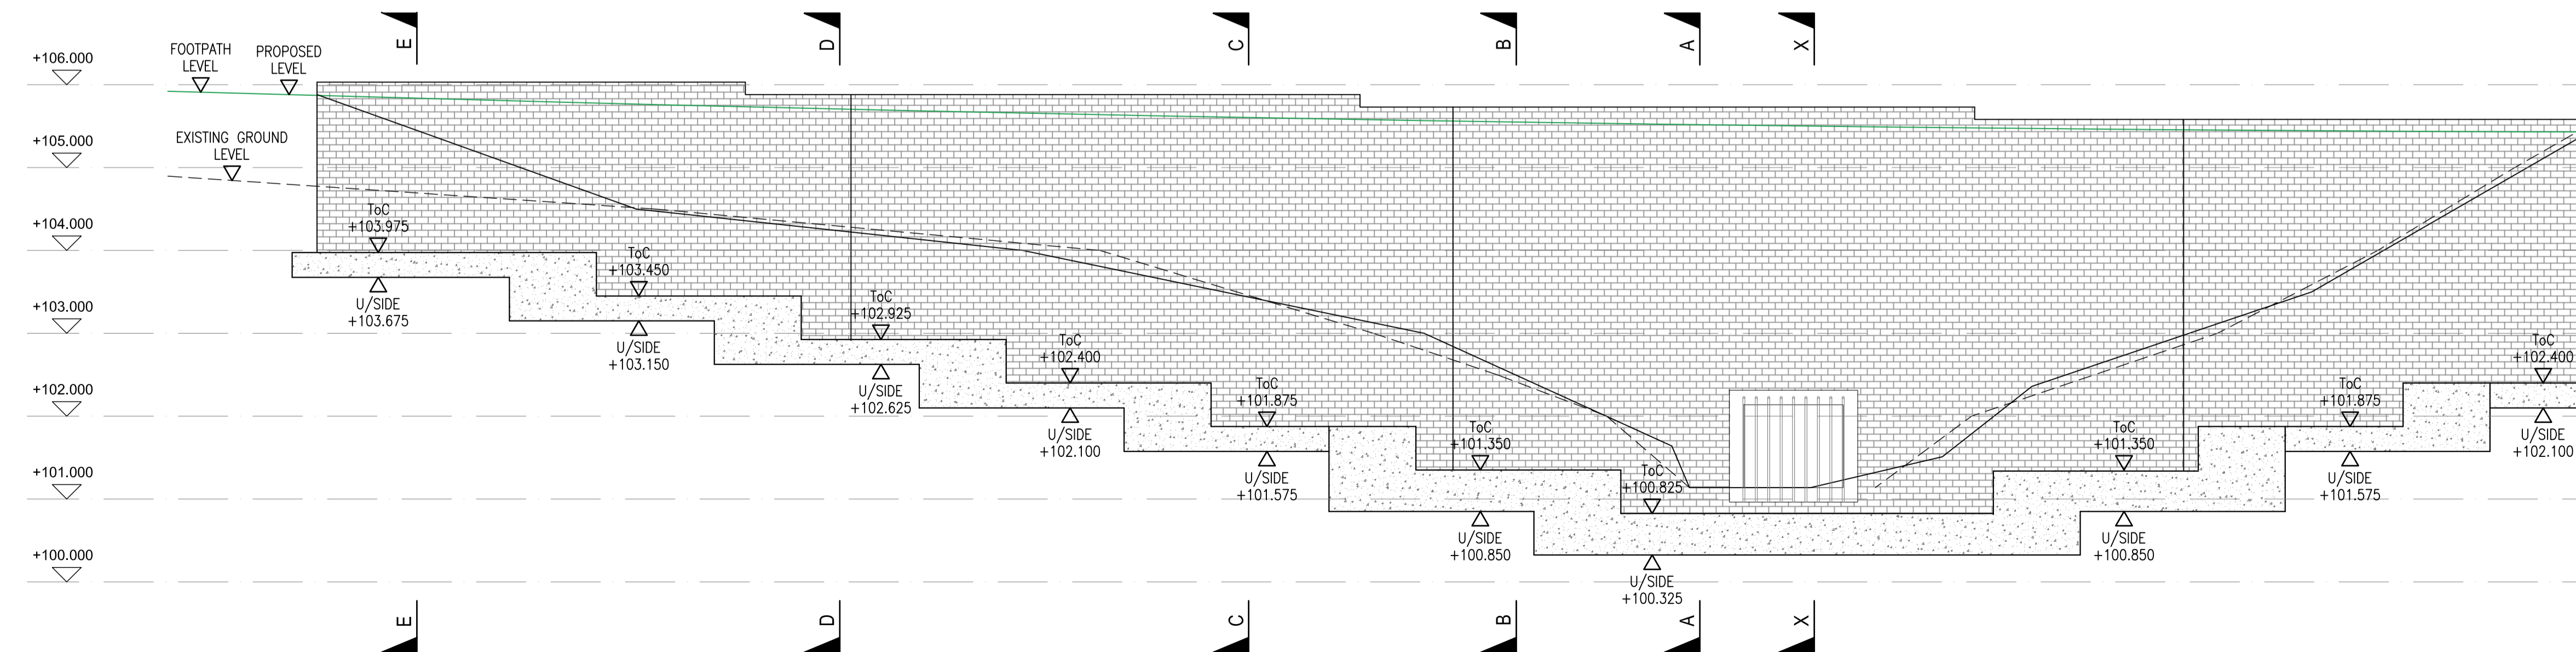 E
D
C
B
A
X
+106.000
FOOTPATH
LEVEL
PROPOSED
LEVEL
+105.000
EXISTING GROUND
LEVEL
+104.000
ToC
+103.975
U/SIDE
+103.675
ToC
+103.450
U/SIDE
+103.150
+103.000
ToC
+102.925
U/SIDE
+102.625
ToC
+102.400
U/SIDE
+102.100
+102.000
ToC
+101.875
U/SIDE
+101.575
ToC
+101.350
U/SIDE
+100.850
ToC
+100.825
U/SIDE
+100.325
ToC
+101.350
U/SIDE
+100.850
ToC
+101.875
U/SIDE
+101.575
ToC
+102.400
U/SIDE
+102.100
+101.000
+100.000
E
D
C
B
A
X